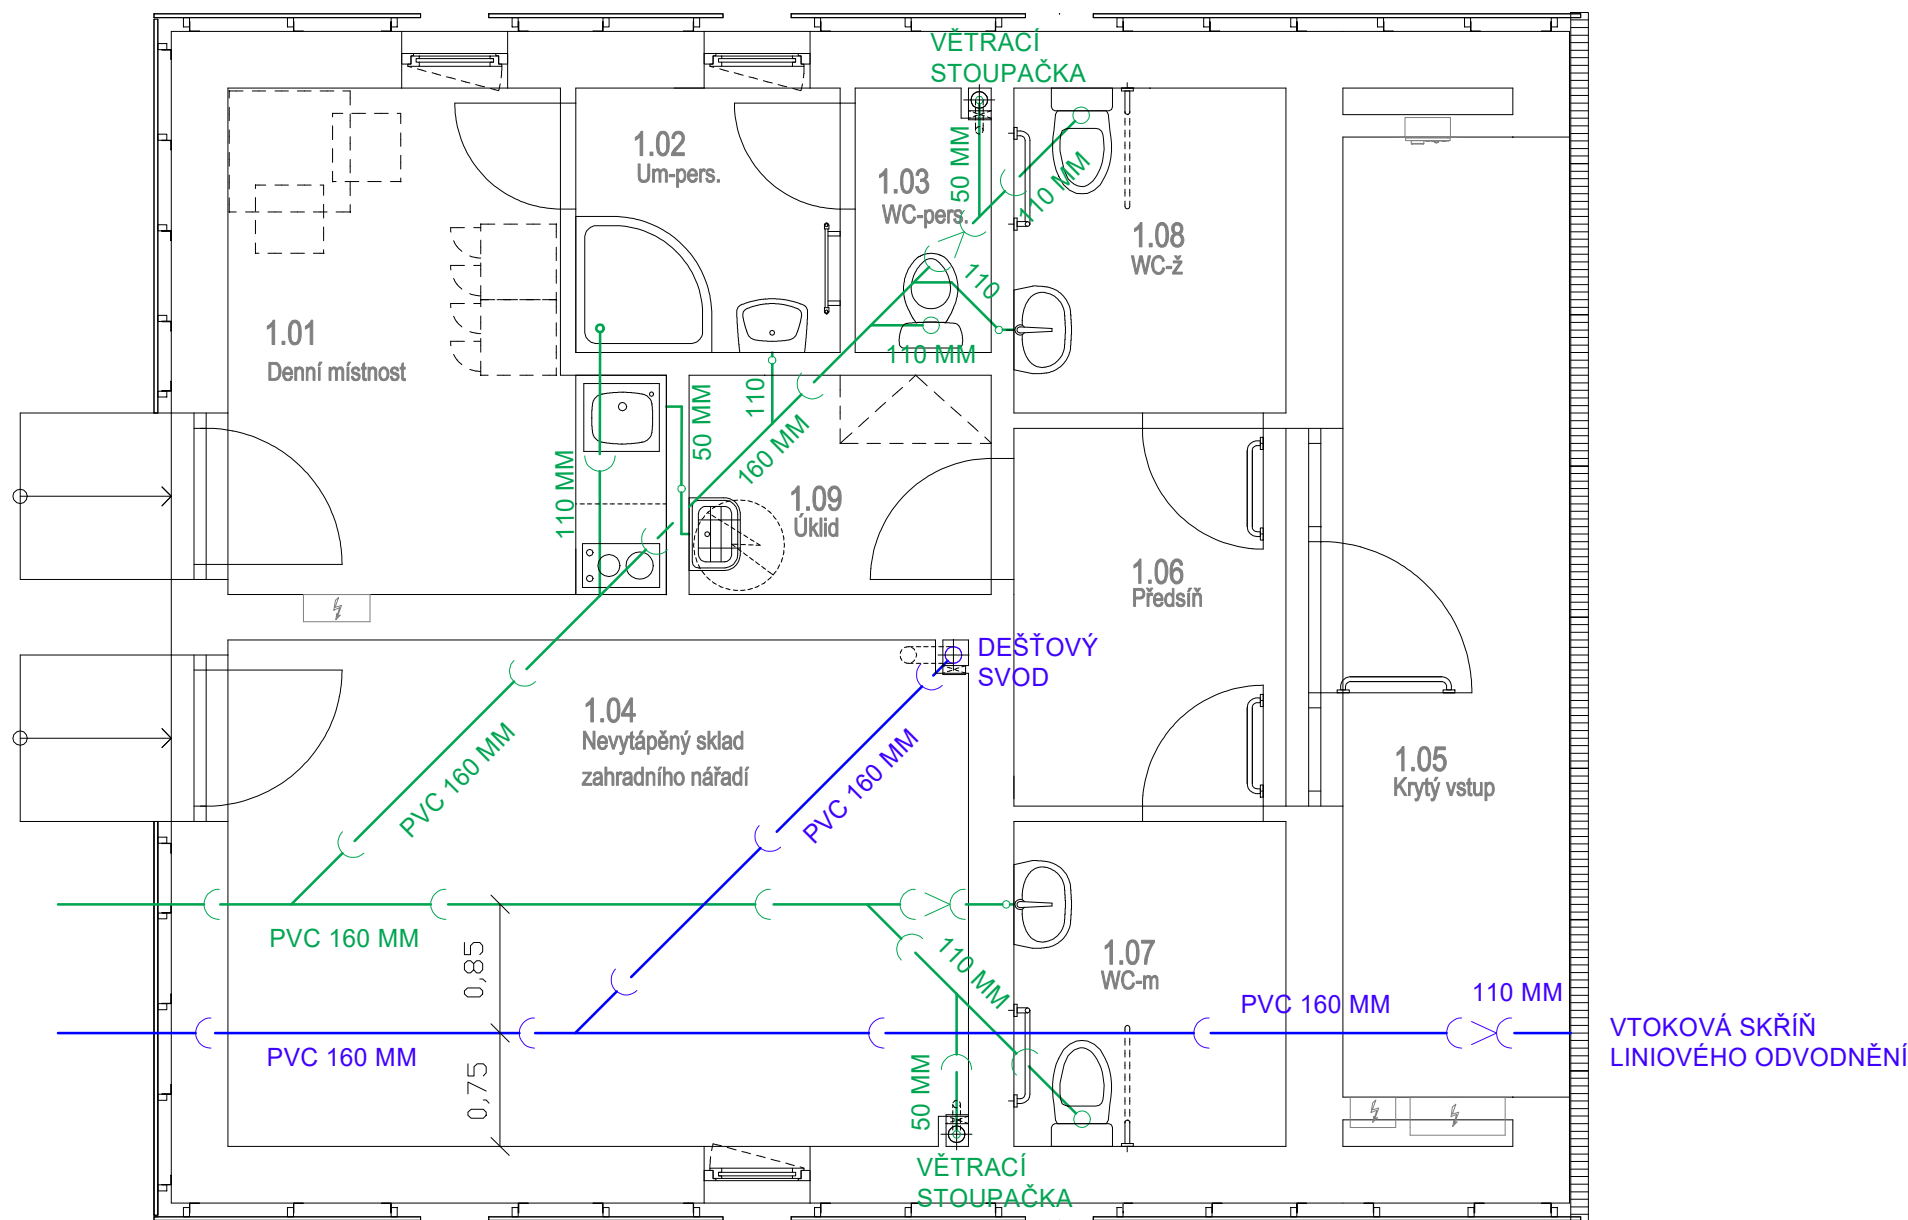 VĚTRACÍ
STOUPAČKA
1.02
Um-pers.
1.03
WC-pers.
50 MM
110 MM
1.08
WC-ž
110
1.01
Denní místnost
110 MM
110
50 MM
160 MM
110 MM
1.09
Úklid
1.06
Předsíň
DEŠŤOVÝ
SVOD
1.04
Nevytápěný sklad
zahradního nářadí
PVC 160 MM
PVC 160 MM
1.05
Krytý vstup
PVC 160 MM
0,85
110 MM
1.07
WC-m
PVC 160 MM
110 MM
VTOKOVÁ SKŘÍŇ
LINIOVÉHO ODVODNĚNÍ
PVC 160 MM
0,75
50 MM
VĚTRACÍ
STOUPAČKA